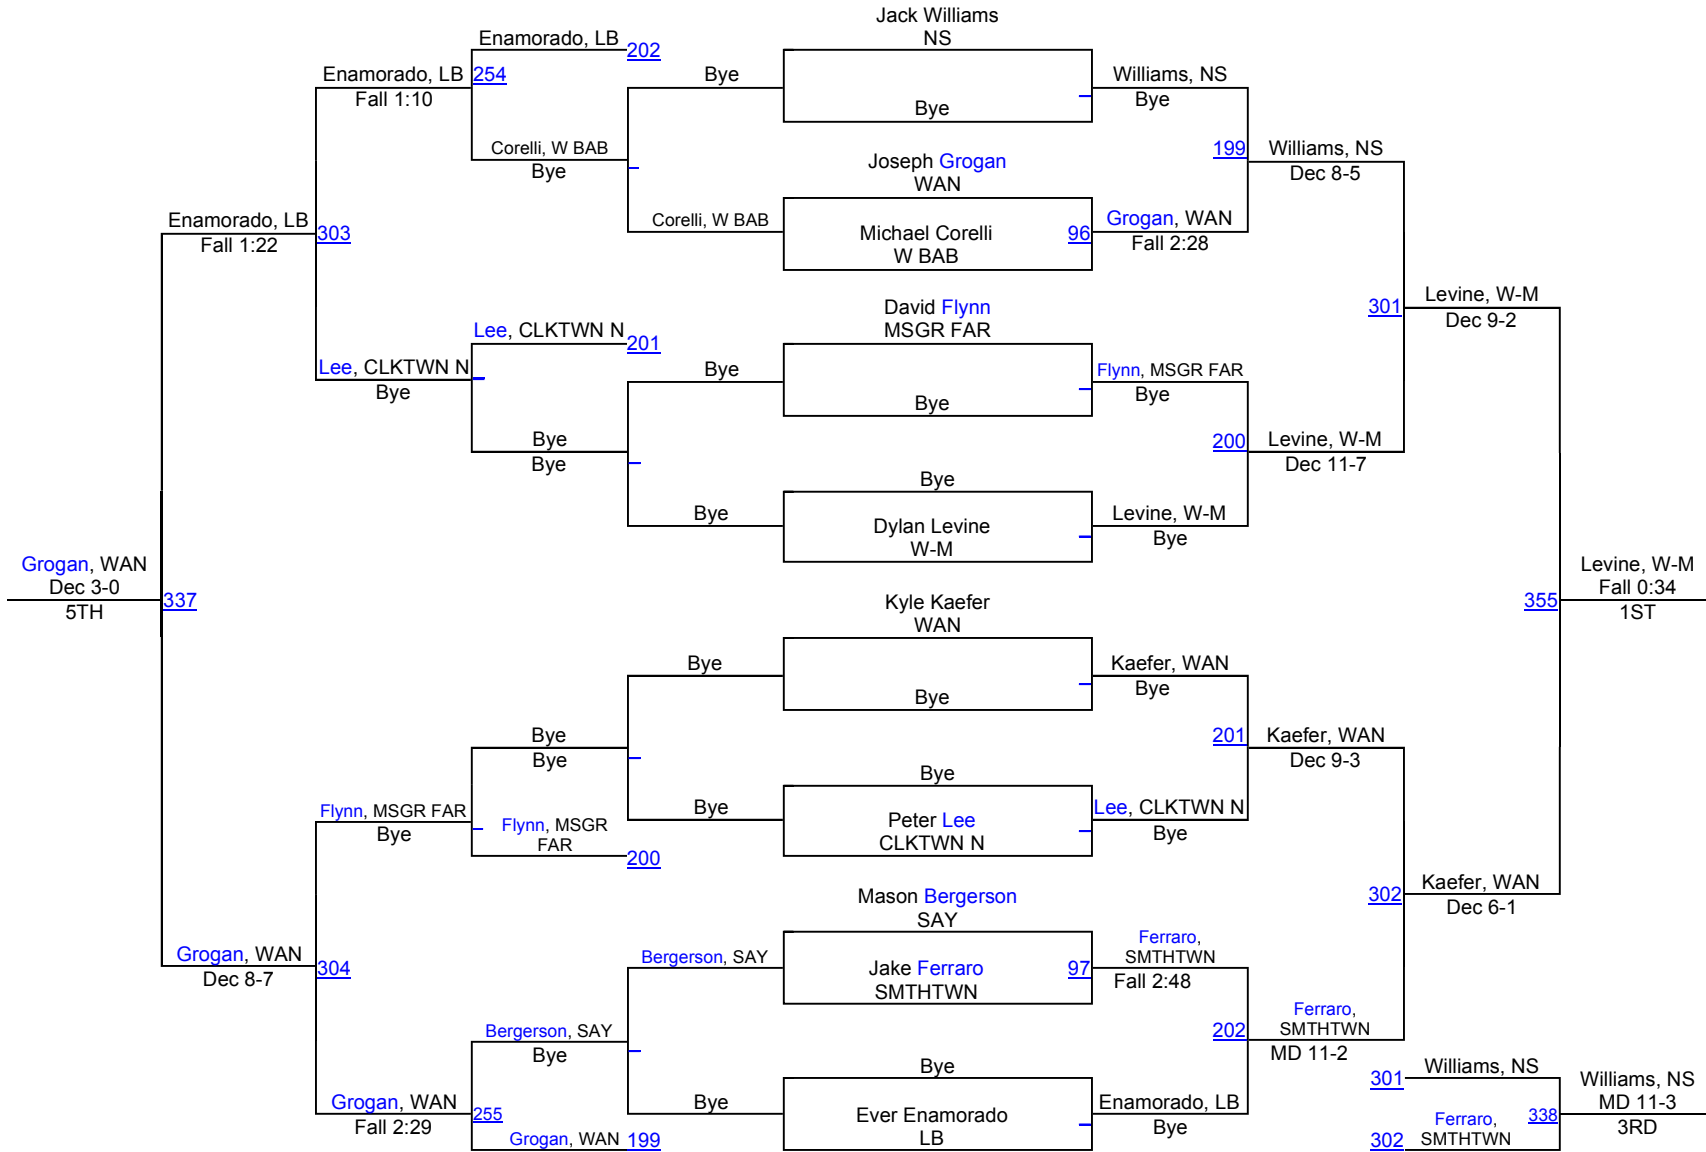 Jack Williams
NS
Enamorado, LB
202
Enamorado, LB
254
Fall 1:10
Bye
Williams, NS
Bye
Bye
Corelli, W BAB
Bye
199
Williams, NS
Dec 8-5
Joseph Grogan
WAN
Enamorado, LB
303
Fall 1:22
Corelli, W BAB
Michael Corelli
W BAB
96
Grogan, WAN
Fall 2:28
David Flynn
MSGR FAR
301
Levine, W-M
Dec 9-2
Lee, CLKTWN N
201
Lee, CLKTWN N
Bye
Bye
Bye
Flynn, MSGR FAR
Bye
Bye
Bye
200
Levine, W-M
Dec 11-7
Bye
Bye
Dylan Levine
W-M
Levine, W-M
Bye
Grogan, WAN
Dec 3-0
5TH
337
355
Levine, W-M
Fall 0:34
1ST
Kyle Kaefer
WAN
Bye
Bye
Kaefer, WAN
Bye
Bye
Bye
201
Kaefer, WAN
Dec 9-3
Bye
Flynn, MSGR FAR
Bye
Flynn, MSGR
FAR
200
Bye
Peter Lee
CLKTWN N
Lee, CLKTWN N
Bye
Mason Bergerson
SAY
302
Kaefer, WAN
Dec 6-1
Grogan, WAN
304
Dec 8-7
Bergerson, SAY
Jake Ferraro
SMTHTWN
97
Ferraro,
SMTHTWN
Fall 2:48
Bergerson, SAY
Bye
202
Ferraro,
SMTHTWN
MD 11-2
Bye
Grogan, WAN
255
Fall 2:29
Grogan, WAN
199
Bye
Ever Enamorado
LB
Enamorado, LB
Bye
301
Williams, NS
302
Ferraro,
SMTHTWN
338
Williams, NS
MD 11-3
3RD